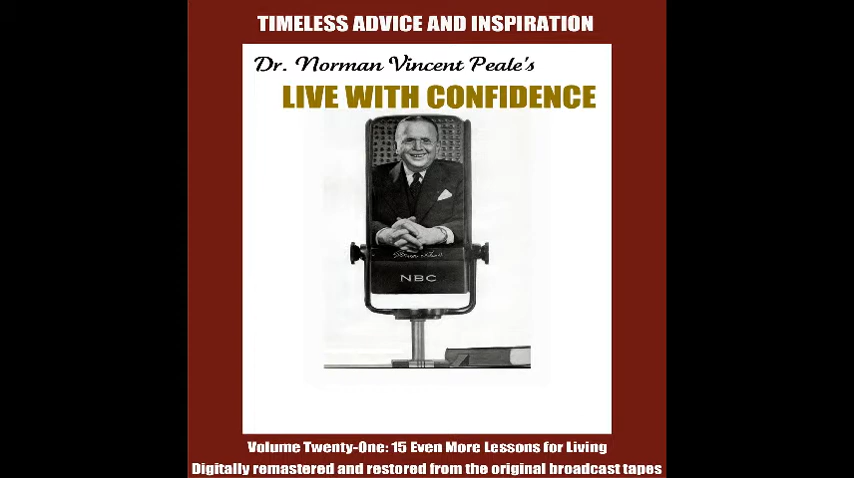 TIMELESS ADVICE AND INSPIRATION
Dr. Norman Vincent Peale's
LIVE WITH CONFIDENCE
NBC
Volume Twenty-One: 15 Even More Lessons for Living
Digitally remastered and restored from the original broadcast tapes